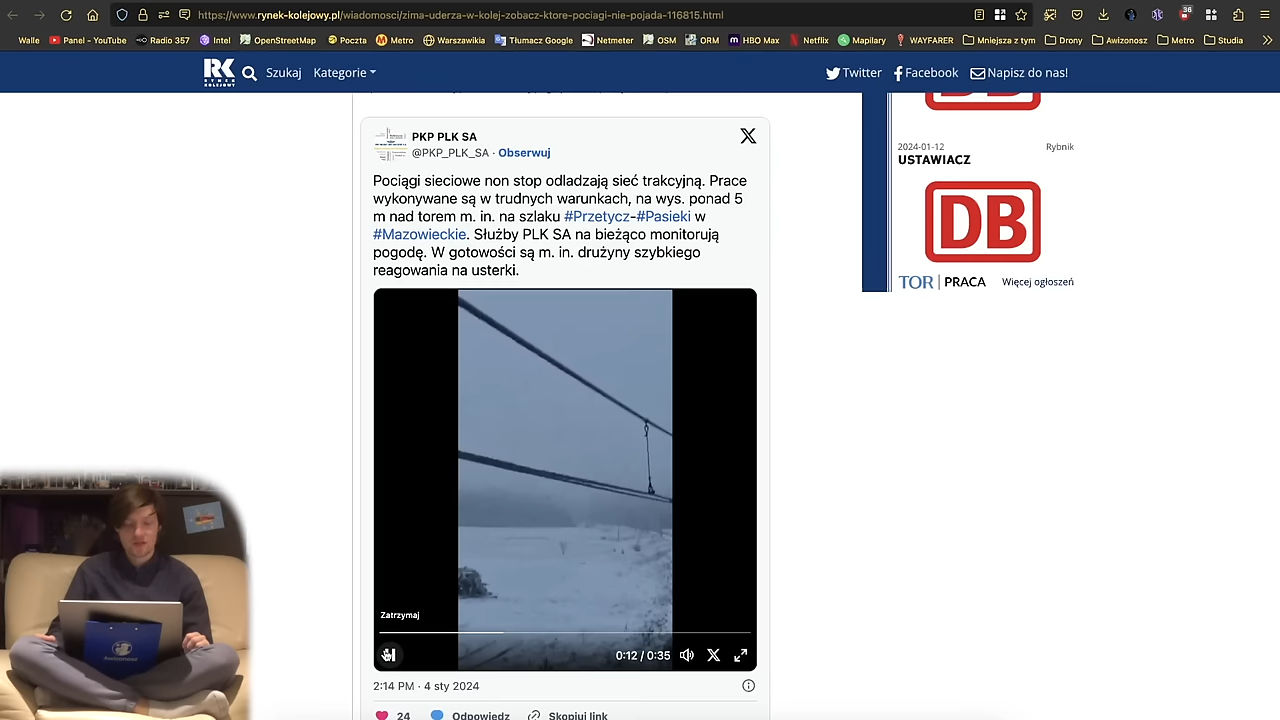 https://www.rynek-kolejowy.pl/wiadomosci/zima-uderza-w-kolej-zobacz-ktore-pociagi-nie-pojada-116815.html
36
Walle Panel - YouTube Radio 357 Intel OpenStreetMap Poczta Metro Warszawikia Tłumacz Google Netmeter OSM ORM HBO Max Netflix Mapilary WAYFARER Mniejsza z tym Drony Awizonosz Metro Studia
RK RYNEK KOLEJOWY Szukaj Kategorie Twitter Facebook Napisz do nas!
PKP PLK SA
@PKP_PLK_SA · Obserwuj
Pociągi sieciowe non stop odladzają sieć trakcyjną. Prace
wykonywane są w trudnych warunkach, na wys. ponad 5
m nad torem m. in. na szlaku #Przetycz-#Pasieki w
#Mazowieckie. Służby PLK SA na bieżąco monitorują
pogodę. W gotowości są m. in. drużyny szybkiego
reagowania na usterki.
Zatrzymaj
0:12 / 0:35
2:14 PM · 4 sty 2024
24 Odpowiedz Skopiuj link
2024-01-12 Rybnik
USTAWIACZ
DB
TOR | PRACA Więcej ogłoszeń
Awizonosz